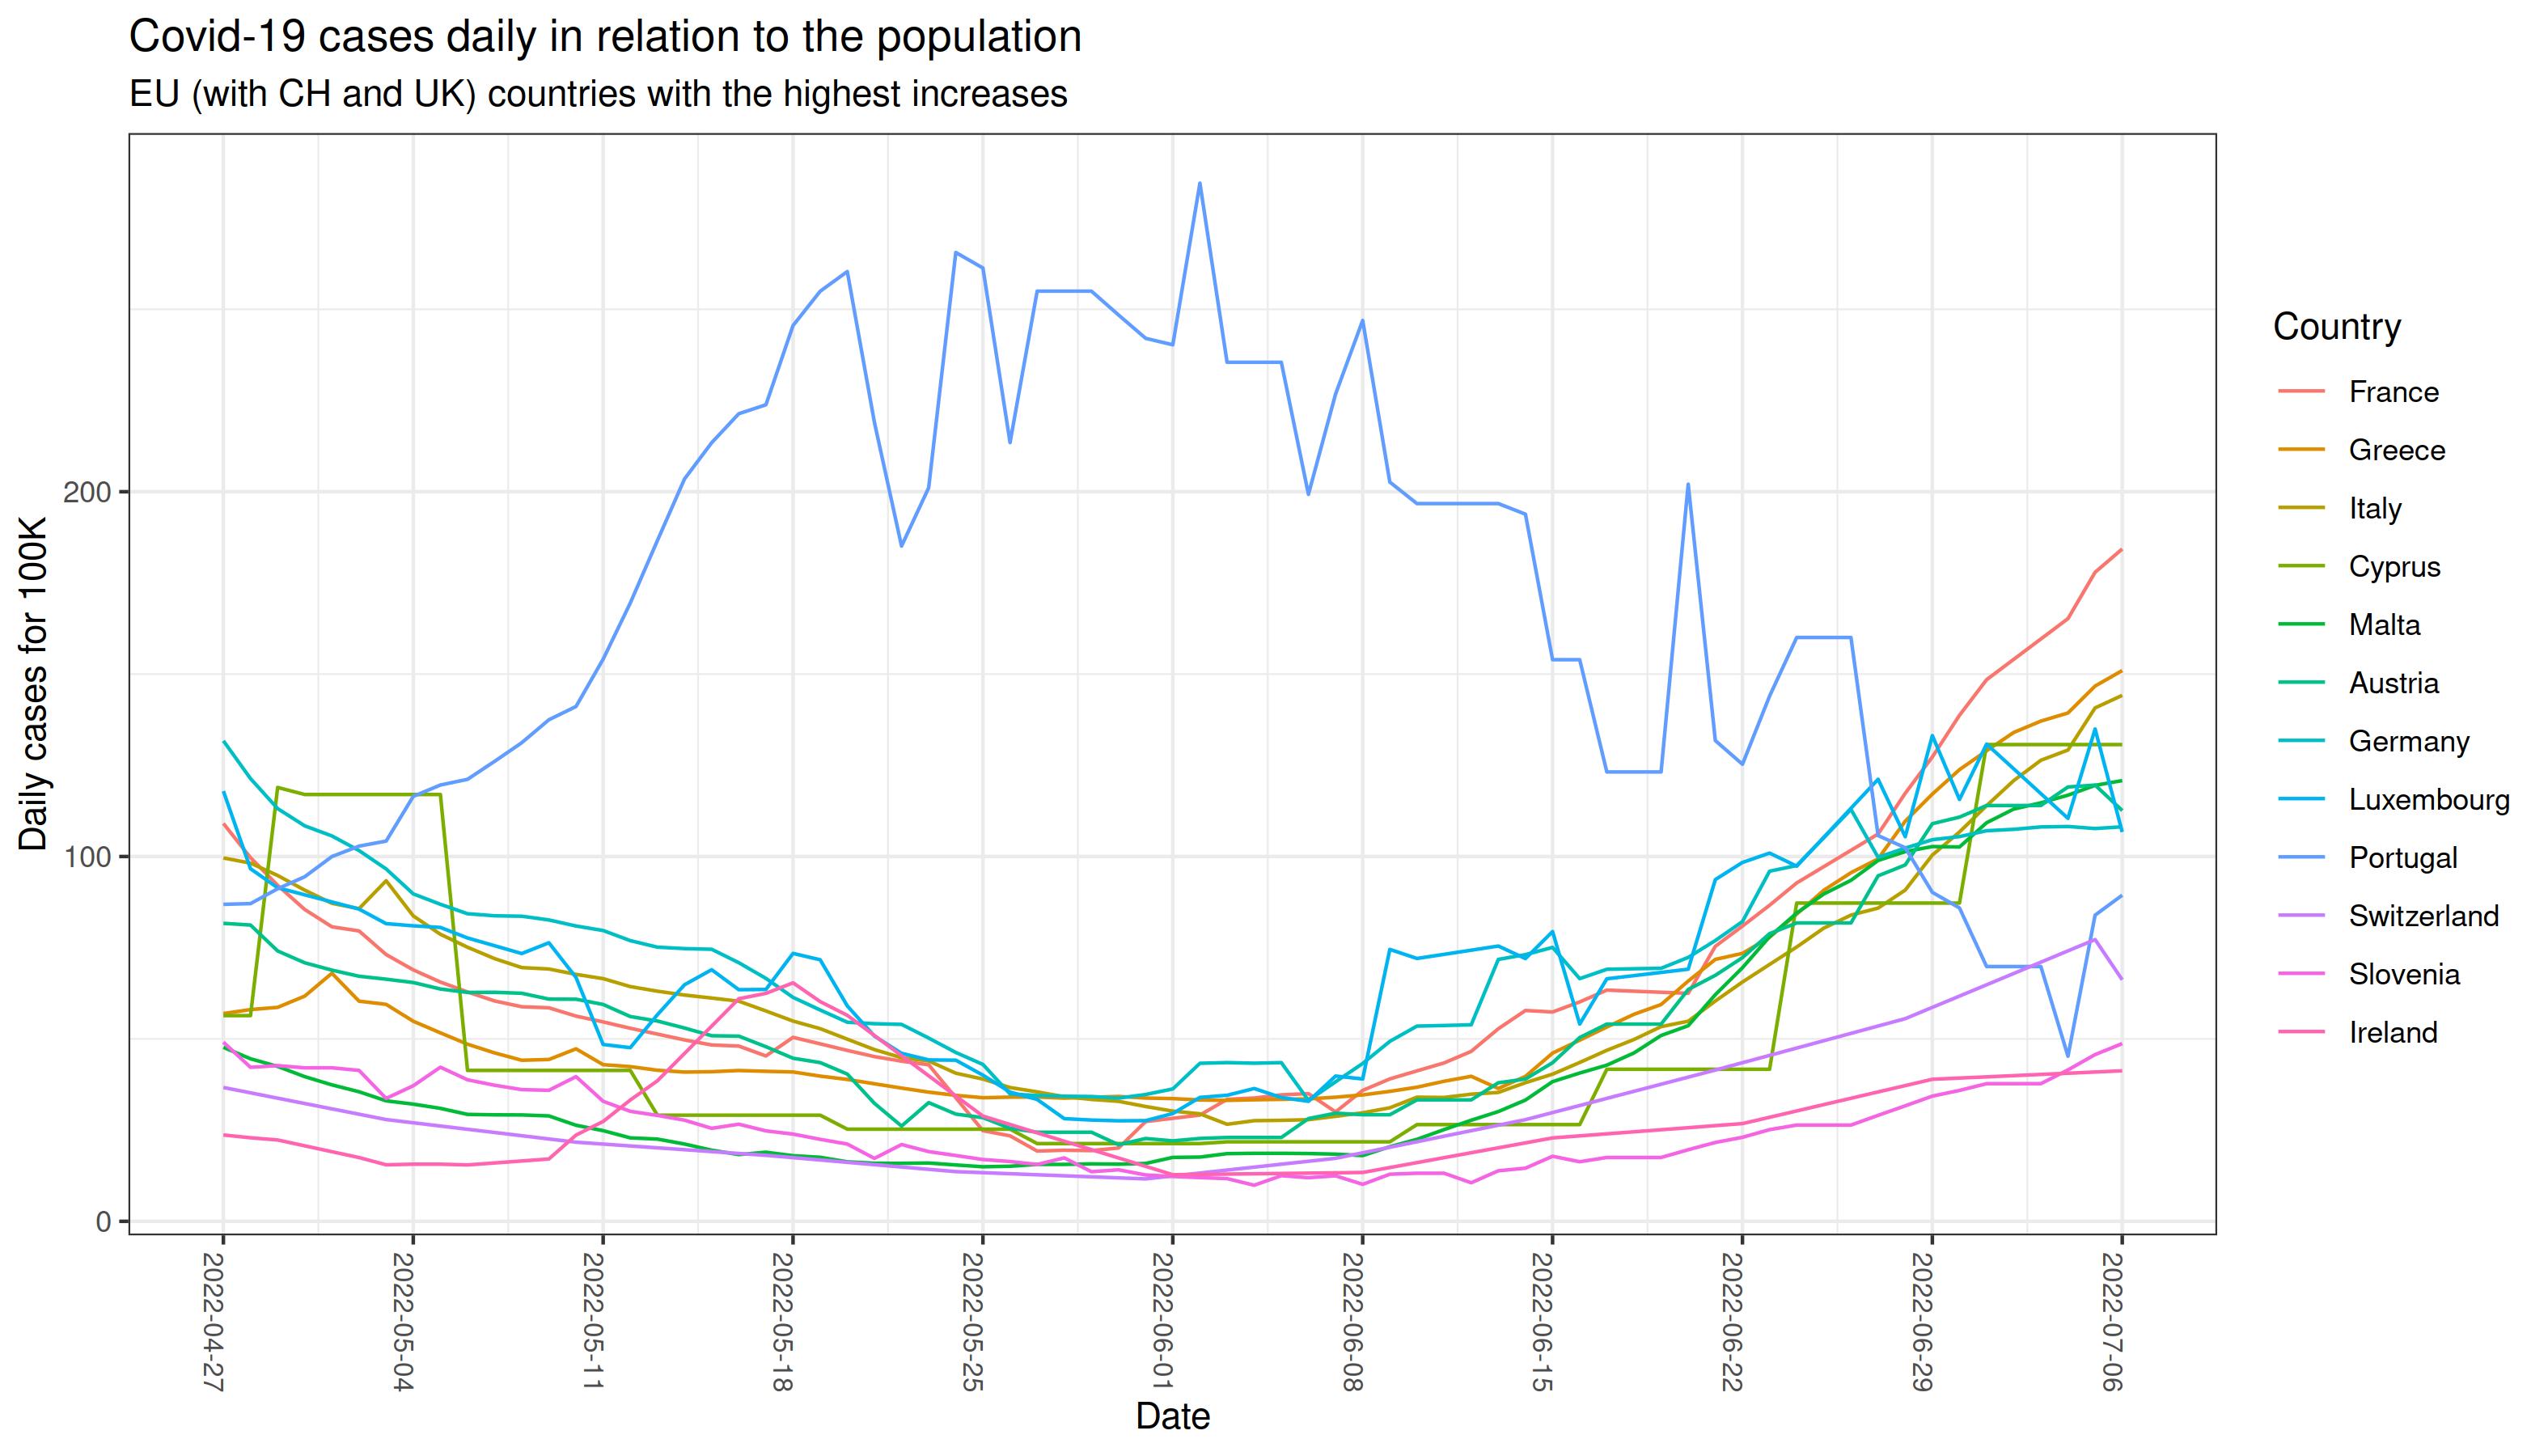 Covid-19 cases daily in relation to the population
EU (with CH and UK) countries with the highest increases
Daily cases for 100K
200
100
0
2022-04-27
2022-05-04
2022-05-11
2022-05-18
2022-05-25
2022-06-01
2022-06-08
2022-06-15
2022-06-22
2022-06-29
2022-07-06
Date
Country
France
Greece
Italy
Cyprus
Malta
Austria
Germany
Luxembourg
Portugal
Switzerland
Slovenia
Ireland